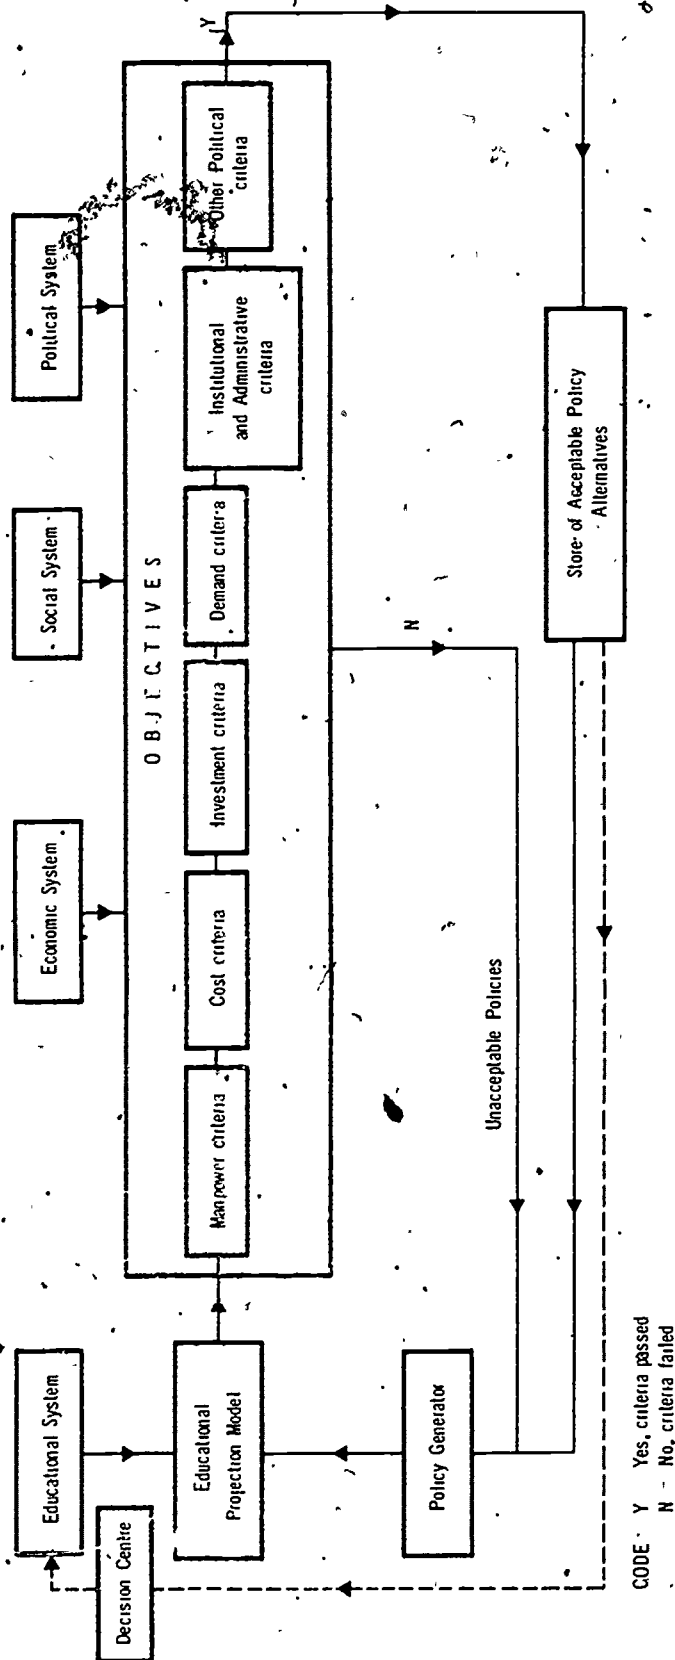 Educational System
Economic System
Social System
Political System
Decision Centre
OBJECTIVES
Educational
Projection Model
Manpower criteria
Cost criteria
Investment criteria
Demand criteria
Institutional
and Administrative
criteria
Other Political
criteria
Y
N
Policy Generator
Unacceptable Policies
Store of Acceptable Policy
Alternatives
CODE Y Yes, criteria passed
N - No, criteria failed